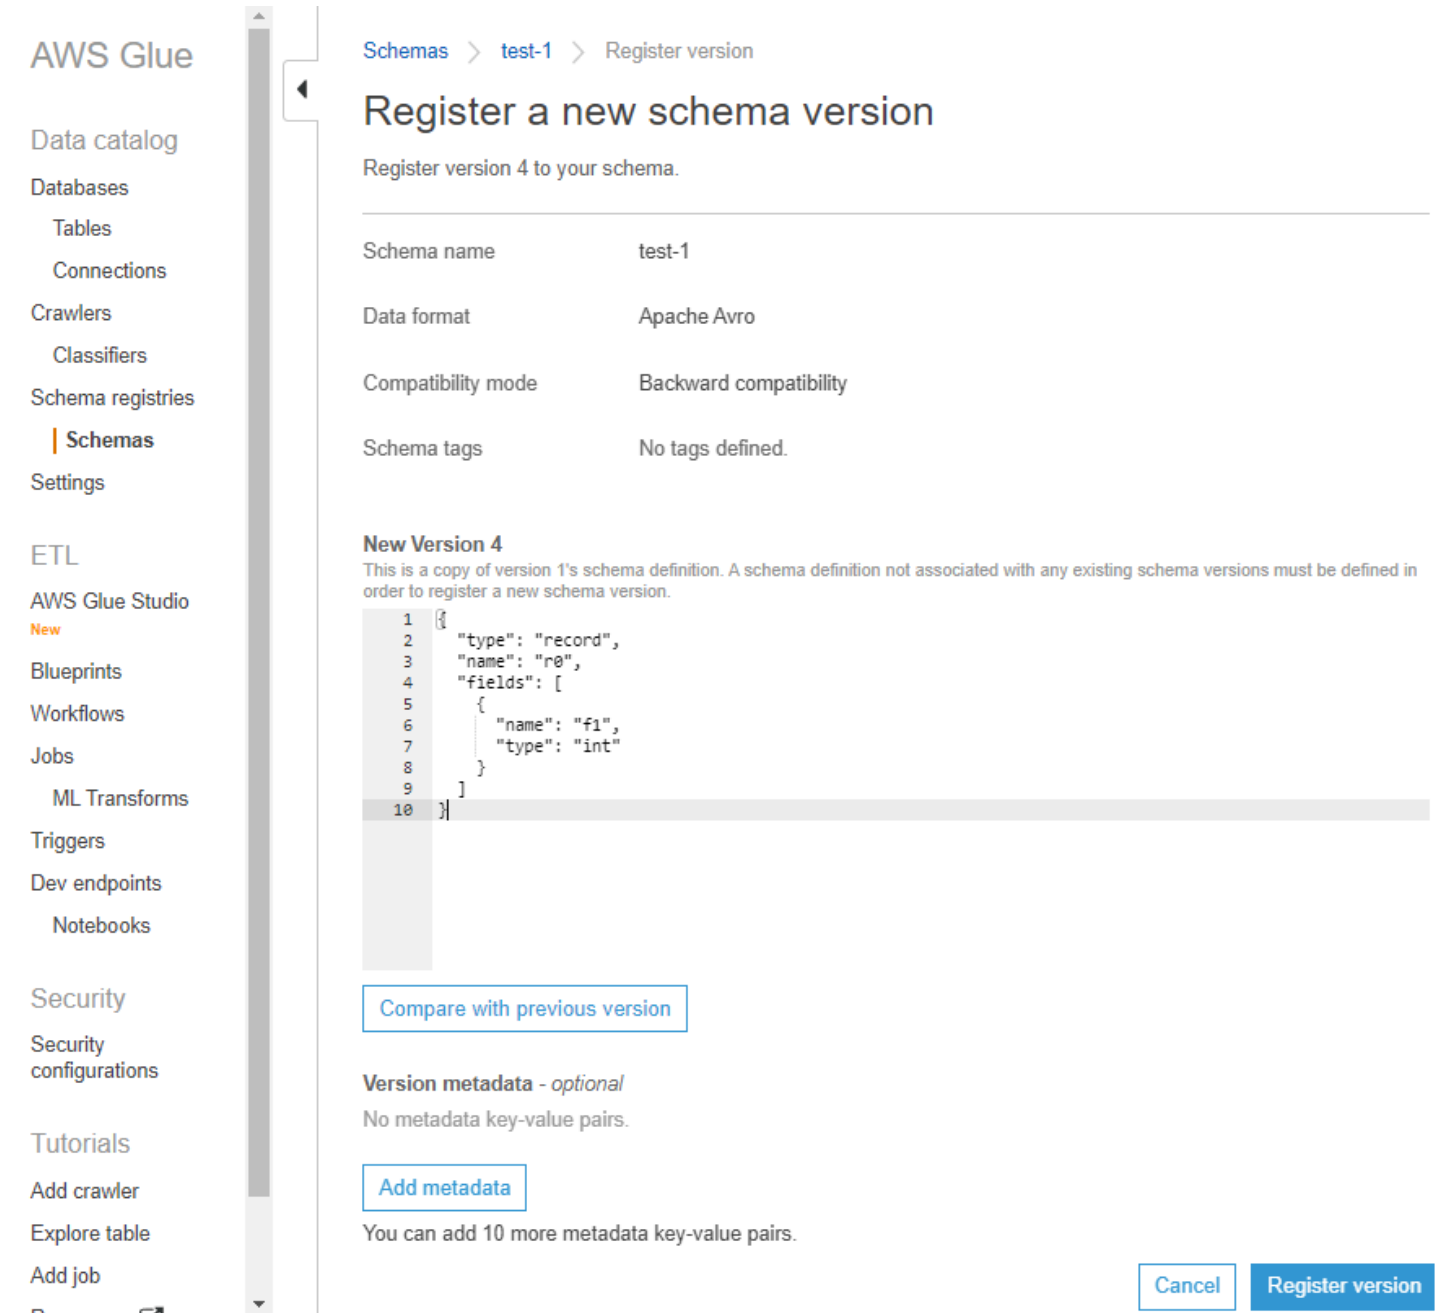 AWS Glue
Data catalog
Databases
Tables
Connections
Crawlers
Classifiers
Schema registries
Schemas
Settings
ETL
AWS Glue Studio
New
Blueprints
Workflows
Jobs
ML Transforms
Triggers
Dev endpoints
Notebooks
Security
Security
configurations
Tutorials
Add crawler
Explore table
Add job
Schemas > test-1 > Register version
Register a new schema version
Register version 4 to your schema.
Schema name test-1
Data format Apache Avro
Compatibility mode Backward compatibility
Schema tags No tags defined.
New Version 4
This is a copy of version 1's schema definition. A schema definition not associated with any existing schema versions must be defined in
order to register a new schema version.
1 {
2 "type": "record",
3 "name": "r0",
4 "fields": [
5 {
6 "name": "f1",
7 "type": "int"
8 }
9 ]
10 }
Compare with previous version
Version metadata - optional
No metadata key-value pairs.
Add metadata
You can add 10 more metadata key-value pairs.
Cancel Register version